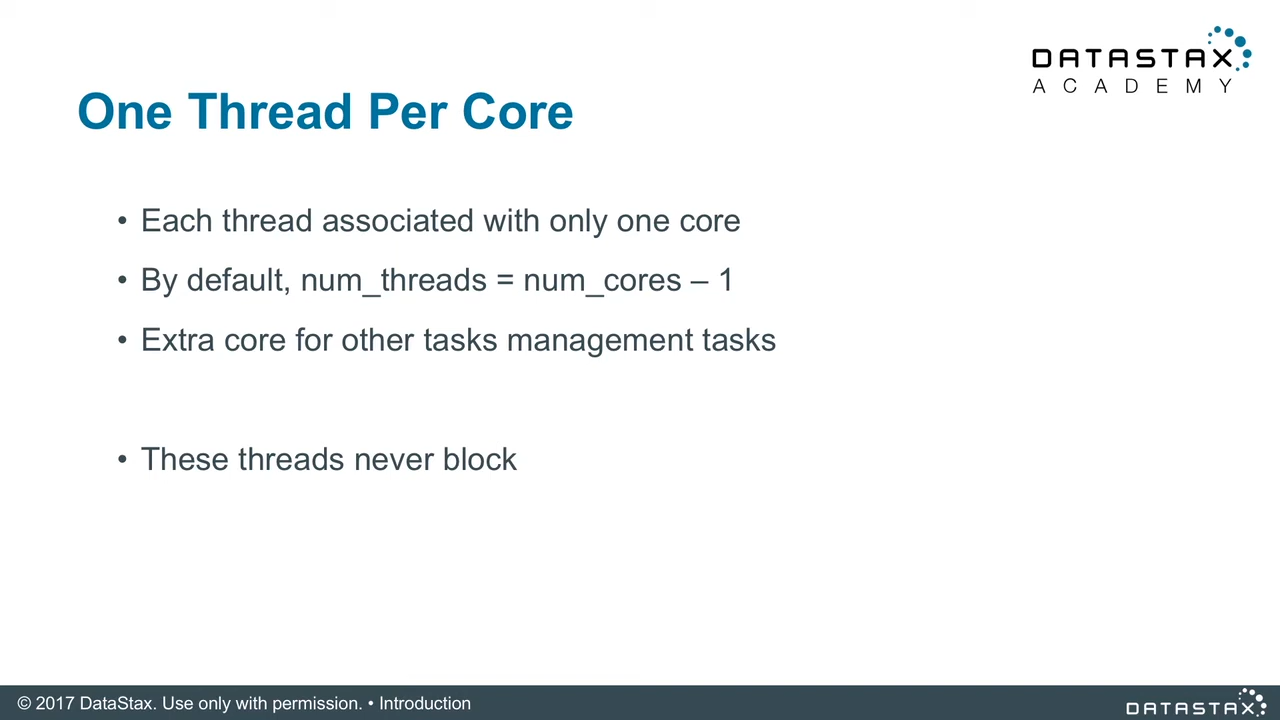 DATASTAX
ACADEMY
One Thread Per Core
• Each thread associated with only one core
• By default, num_threads = num_cores – 1
• Extra core for other tasks management tasks
• These threads never block
© 2017 DataStax. Use only with permission. • Introduction
DATASTAX